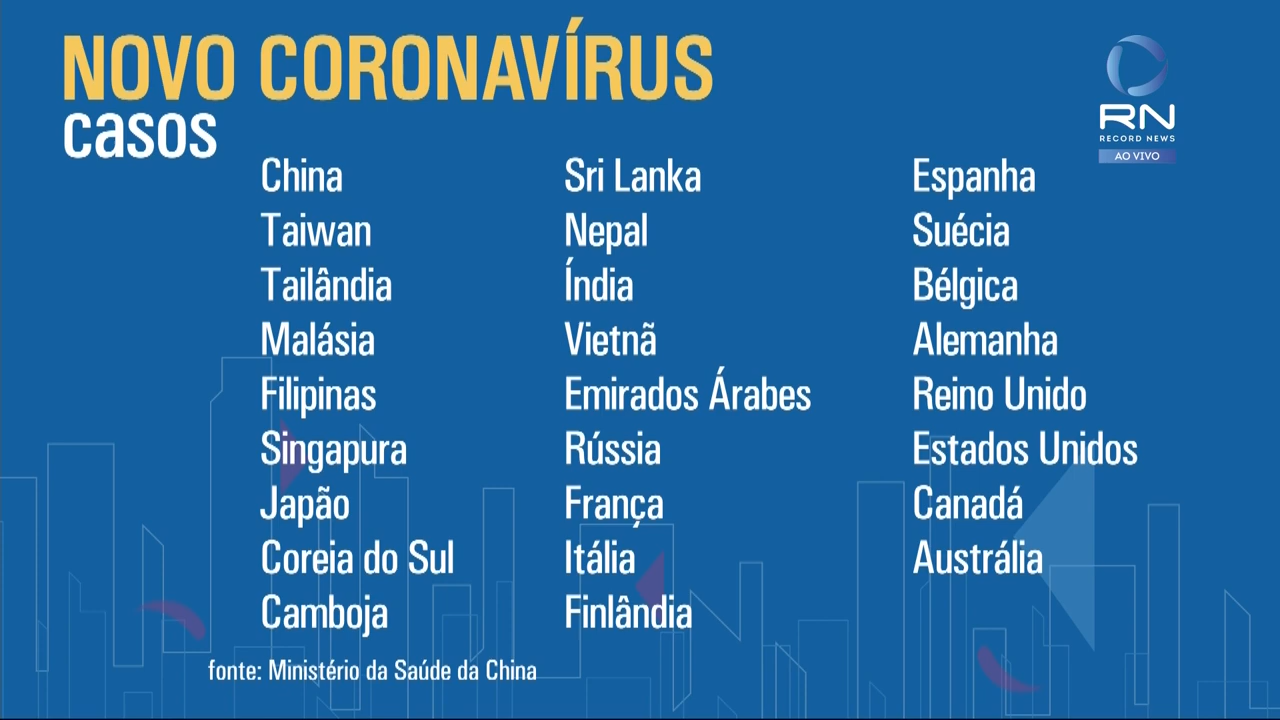 NOVO CORONAVÍRUS
casos
RN
RECORD NEWS
AO VIVO
China
Taiwan
Tailândia
Malásia
Filipinas
Singapura
Japão
Coreia do Sul
Camboja
Sri Lanka
Nepal
Índia
Vietnã
Emirados Árabes
Rússia
França
Itália
Finlândia
Espanha
Suécia
Bélgica
Alemanha
Reino Unido
Estados Unidos
Canadá
Austrália
fonte: Ministério da Saúde da China